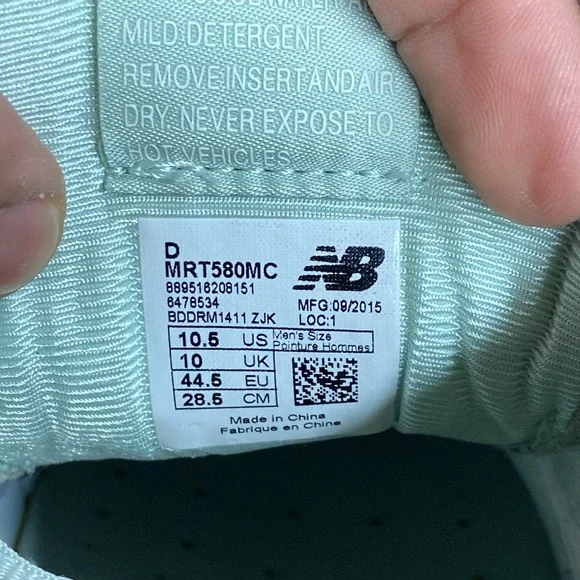 MILD DETERGENT
REMOVE INSERT AND AIR
DRY. NEVER EXPOSE TO
HOT VEHICLES
D
MRT580MC
889516208151
6478534
BDDRM1411 ZJK
NB
MFG:09/2015
LOC:1
10.5 US Men's Size
Pointure Hommes
10 UK
44.5 EU
28.5 CM
Made in China
Fabrique en Chine